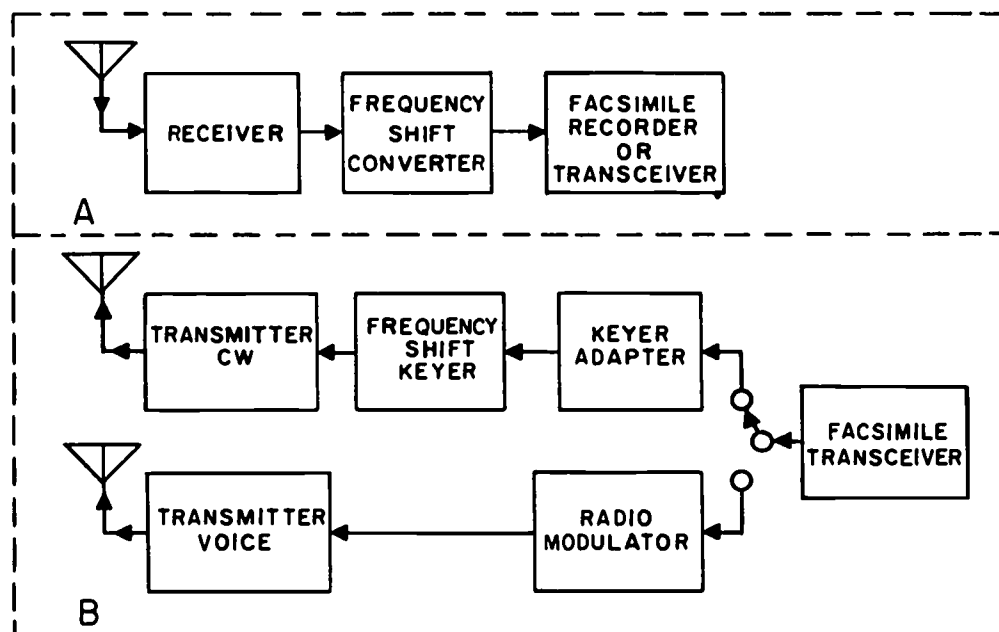 RECEIVER
FREQUENCY
SHIFT
CONVERTER
FACSIMILE
RECORDER
OR
TRANSCEIVER
A
TRANSMITTER
CW
FREQUENCY
SHIFT
KEYER
KEYER
ADAPTER
FACSIMILE
TRANSCEIVER
TRANSMITTER
VOICE
RADIO
MODULATOR
B